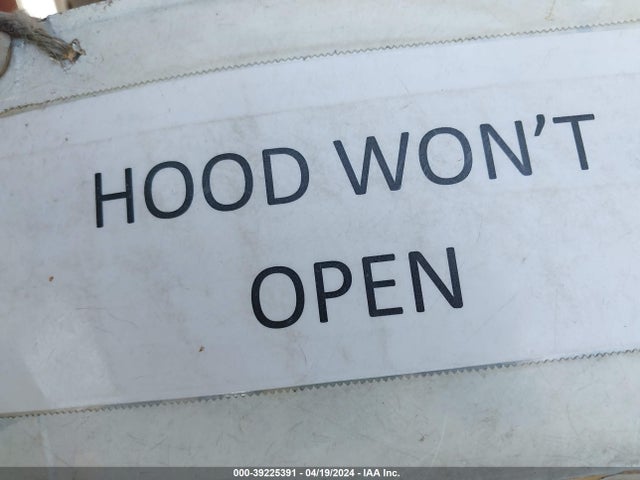 HOOD WON'T
OPEN
000-39225391 - 04/19/2024 - IAA Inc.